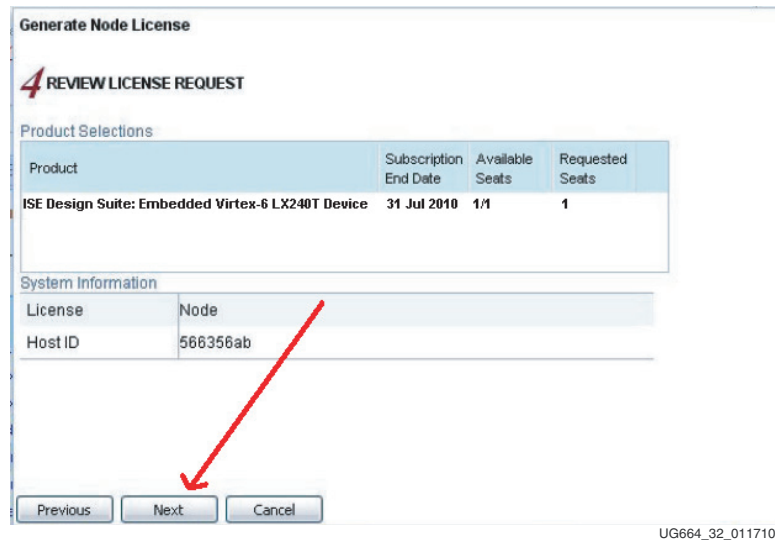 Generate Node License
4 REVIEW LICENSE REQUEST
Product Selections
Product Subscription End Date Available Seats Requested Seats
ISE Design Suite: Embedded Virtex-6 LX240T Device 31 Jul 2010 1/1 1
System Information
License Node
Host ID 566356ab
Previous Next Cancel
UG664_32_011710